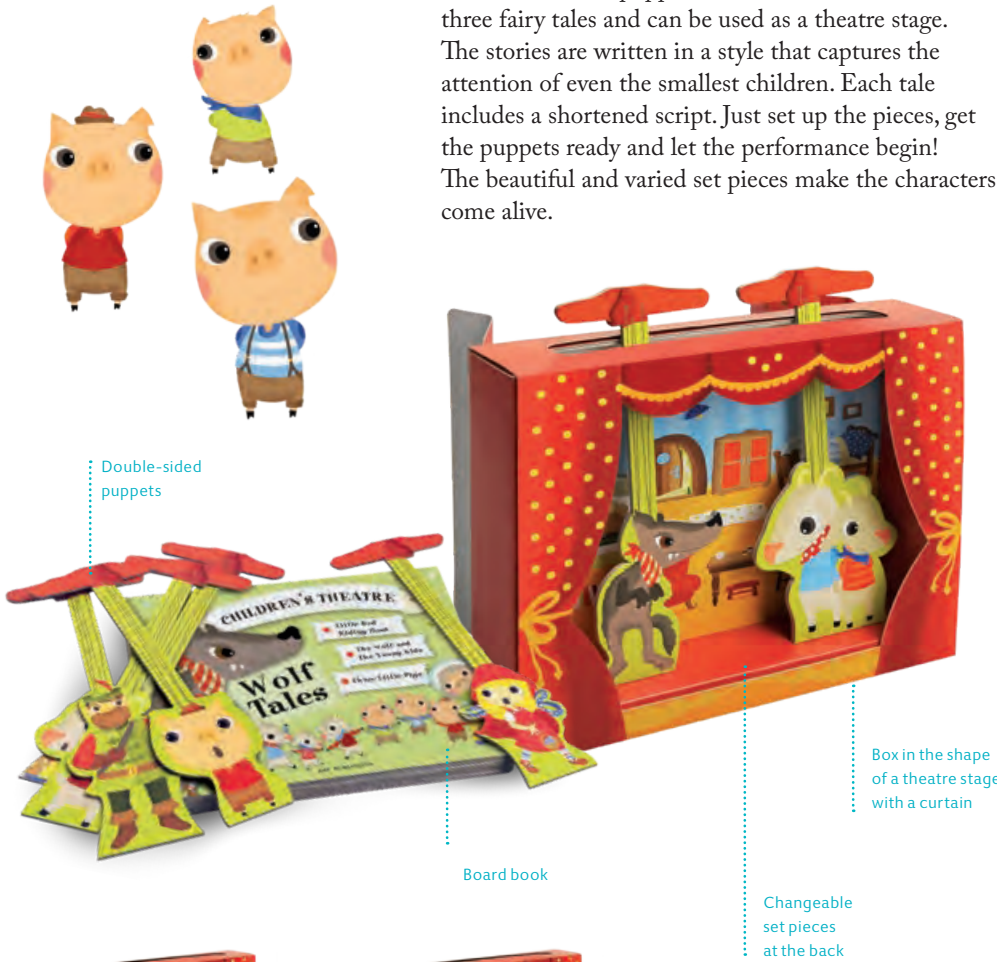 three fairy tales and can be used as a theatre stage.
The stories are written in a style that captures the
attention of even the smallest children. Each tale
includes a shortened script. Just set up the pieces, get
the puppets ready and let the performance begin!
The beautiful and varied set pieces make the characters
come alive.
Double-sided
puppets
CHILDREN'S THEATRE
Little Red
Riding Hood
The Wolf and
The Young Kids
Three Little Pigs
Wolf
Tales
Box in the shape
of a theatre stage
with a curtain
Board book
Changeable
set pieces
at the back